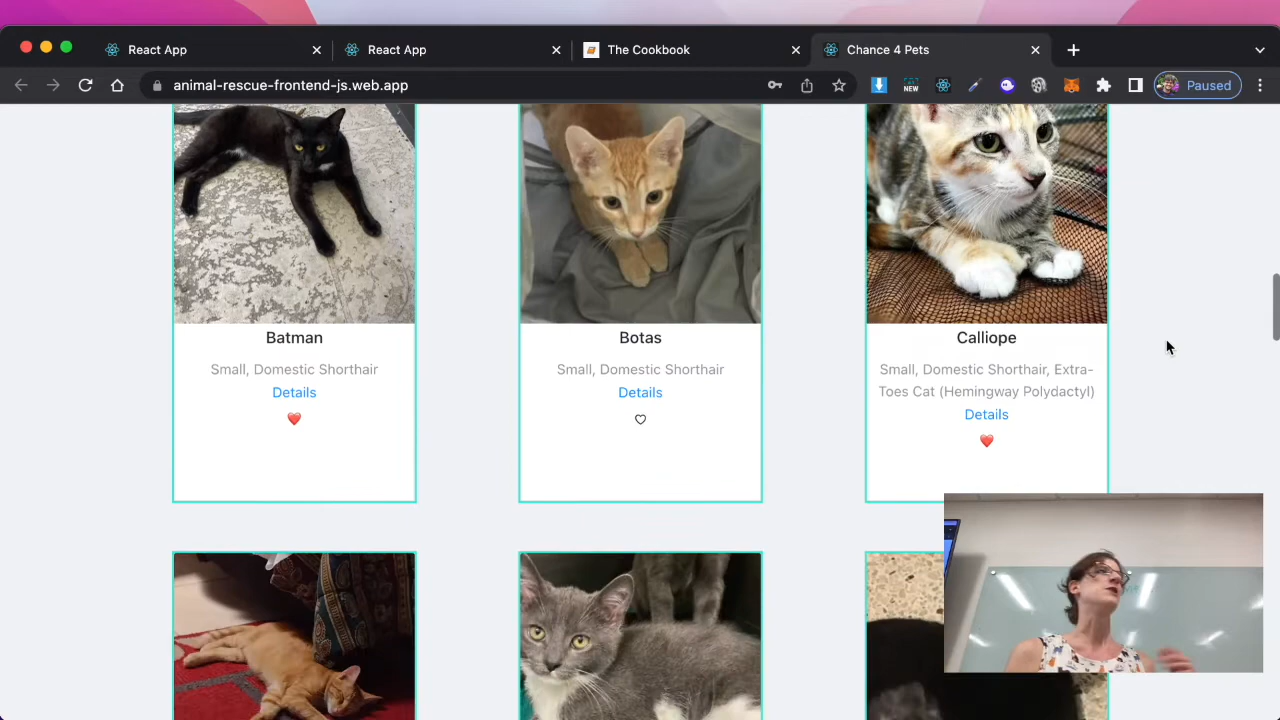 React App
React App
The Cookbook
Chance 4 Pets
animal-rescue-frontend-js.web.app
NEW
Paused
Batman
Small, Domestic Shorthair
Details
Botas
Small, Domestic Shorthair
Details
Calliope
Small, Domestic Shorthair, Extra-
Toes Cat (Hemingway Polydactyl)
Details